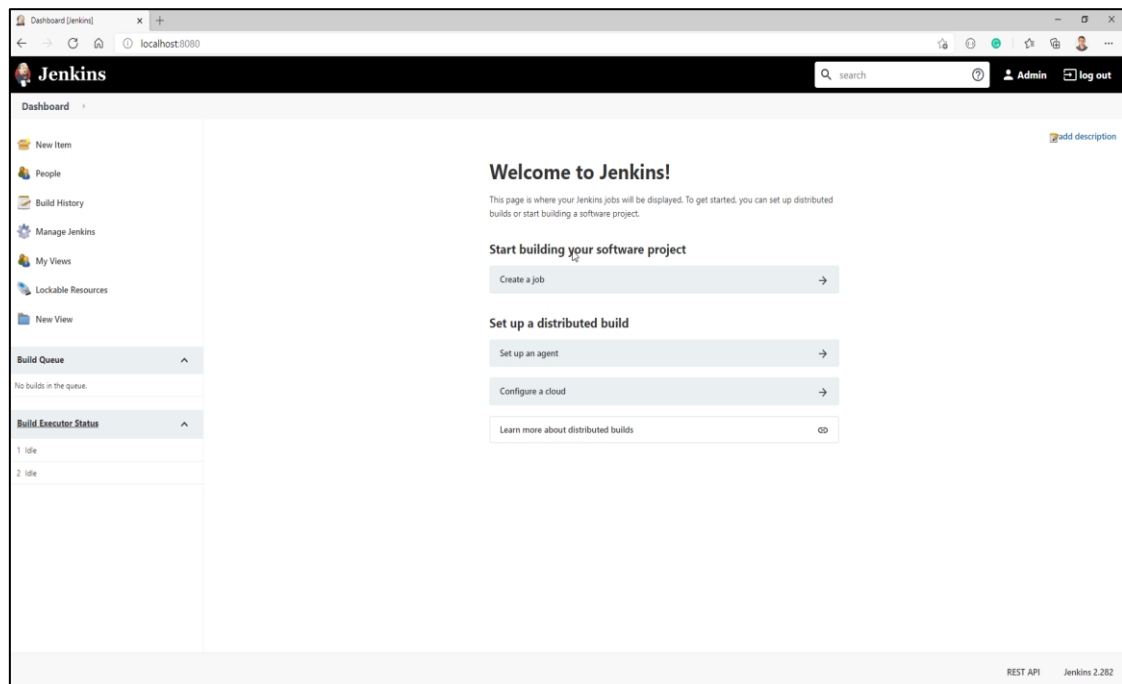 Dashboard [Jenkins]
localhost:8080
Jenkins
search
Admin
log out
Dashboard
add description
New Item
People
Build History
Manage Jenkins
My Views
Lockable Resources
New View
Build Queue
No builds in the queue.
Build Executor Status
1 Idle
2 Idle
Welcome to Jenkins!
This page is where your Jenkins jobs will be displayed. To get started, you can set up distributed
builds or start building a software project.
Start building your software project
Create a job
Set up a distributed build
Set up an agent
Configure a cloud
Learn more about distributed builds
REST API
Jenkins 2.282